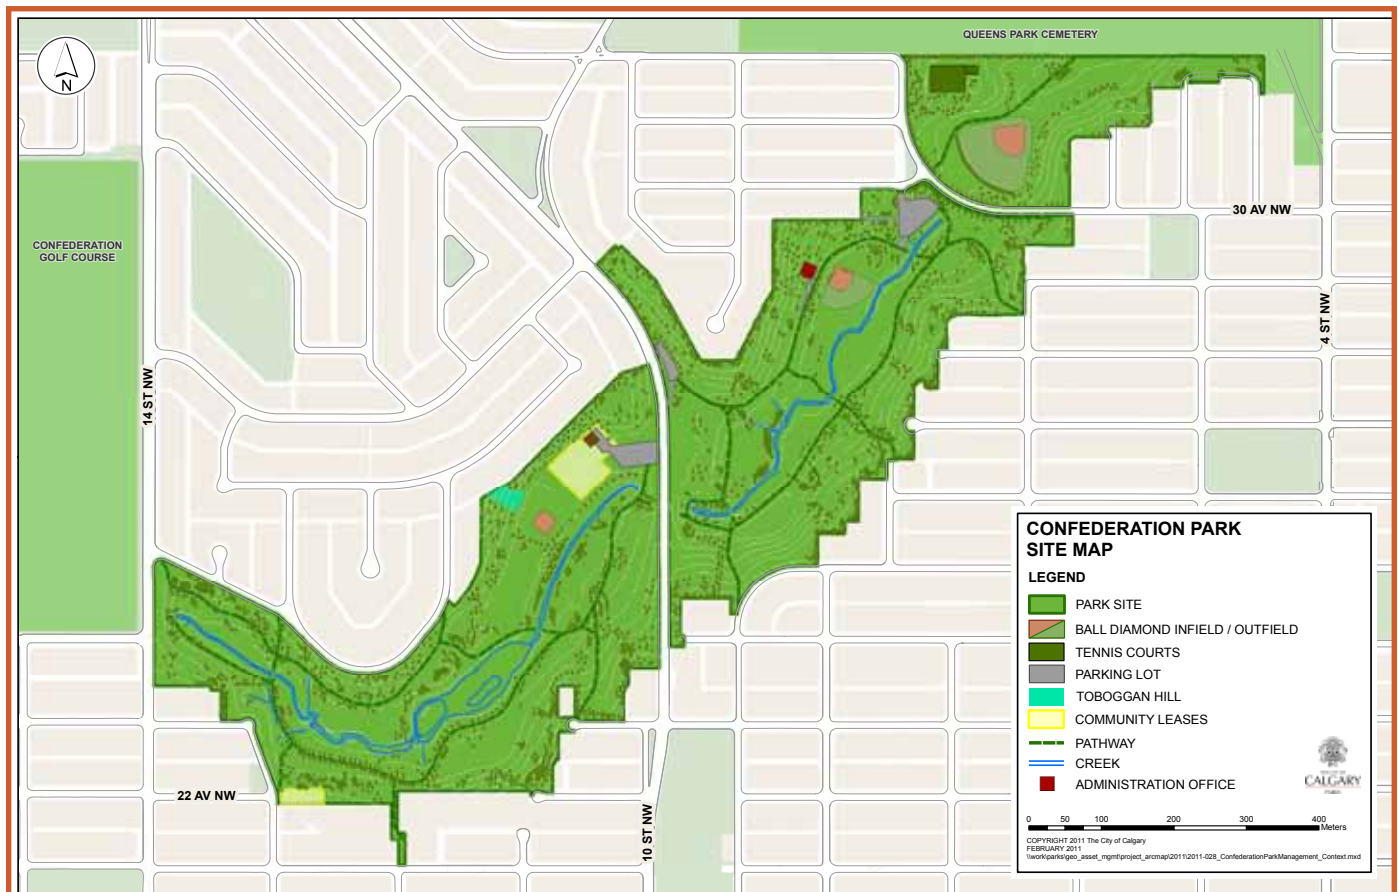 QUEENS PARK CEMETERY
N
30 AV NW
CONFEDERATION
GOLF COURSE
4 ST NW
14 ST NW
CONFEDERATION PARK
SITE MAP
LEGEND
PARK SITE
BALL DIAMOND INFIELD / OUTFIELD
TENNIS COURTS
PARKING LOT
TOBOGGAN HILL
COMMUNITY LEASES
PATHWAY
CREEK
ADMINISTRATION OFFICE
CALGARY
22 AV NW
10 ST NW
0 50 100 200 300 400
Meters
COPYRIGHT 2011 The City of Calgary
FEBRUARY 2011
\\work\parks\geo_asset_mgmt\project_arcmap\2011\2011-028_ConfederationParkManagement_Context.mxd